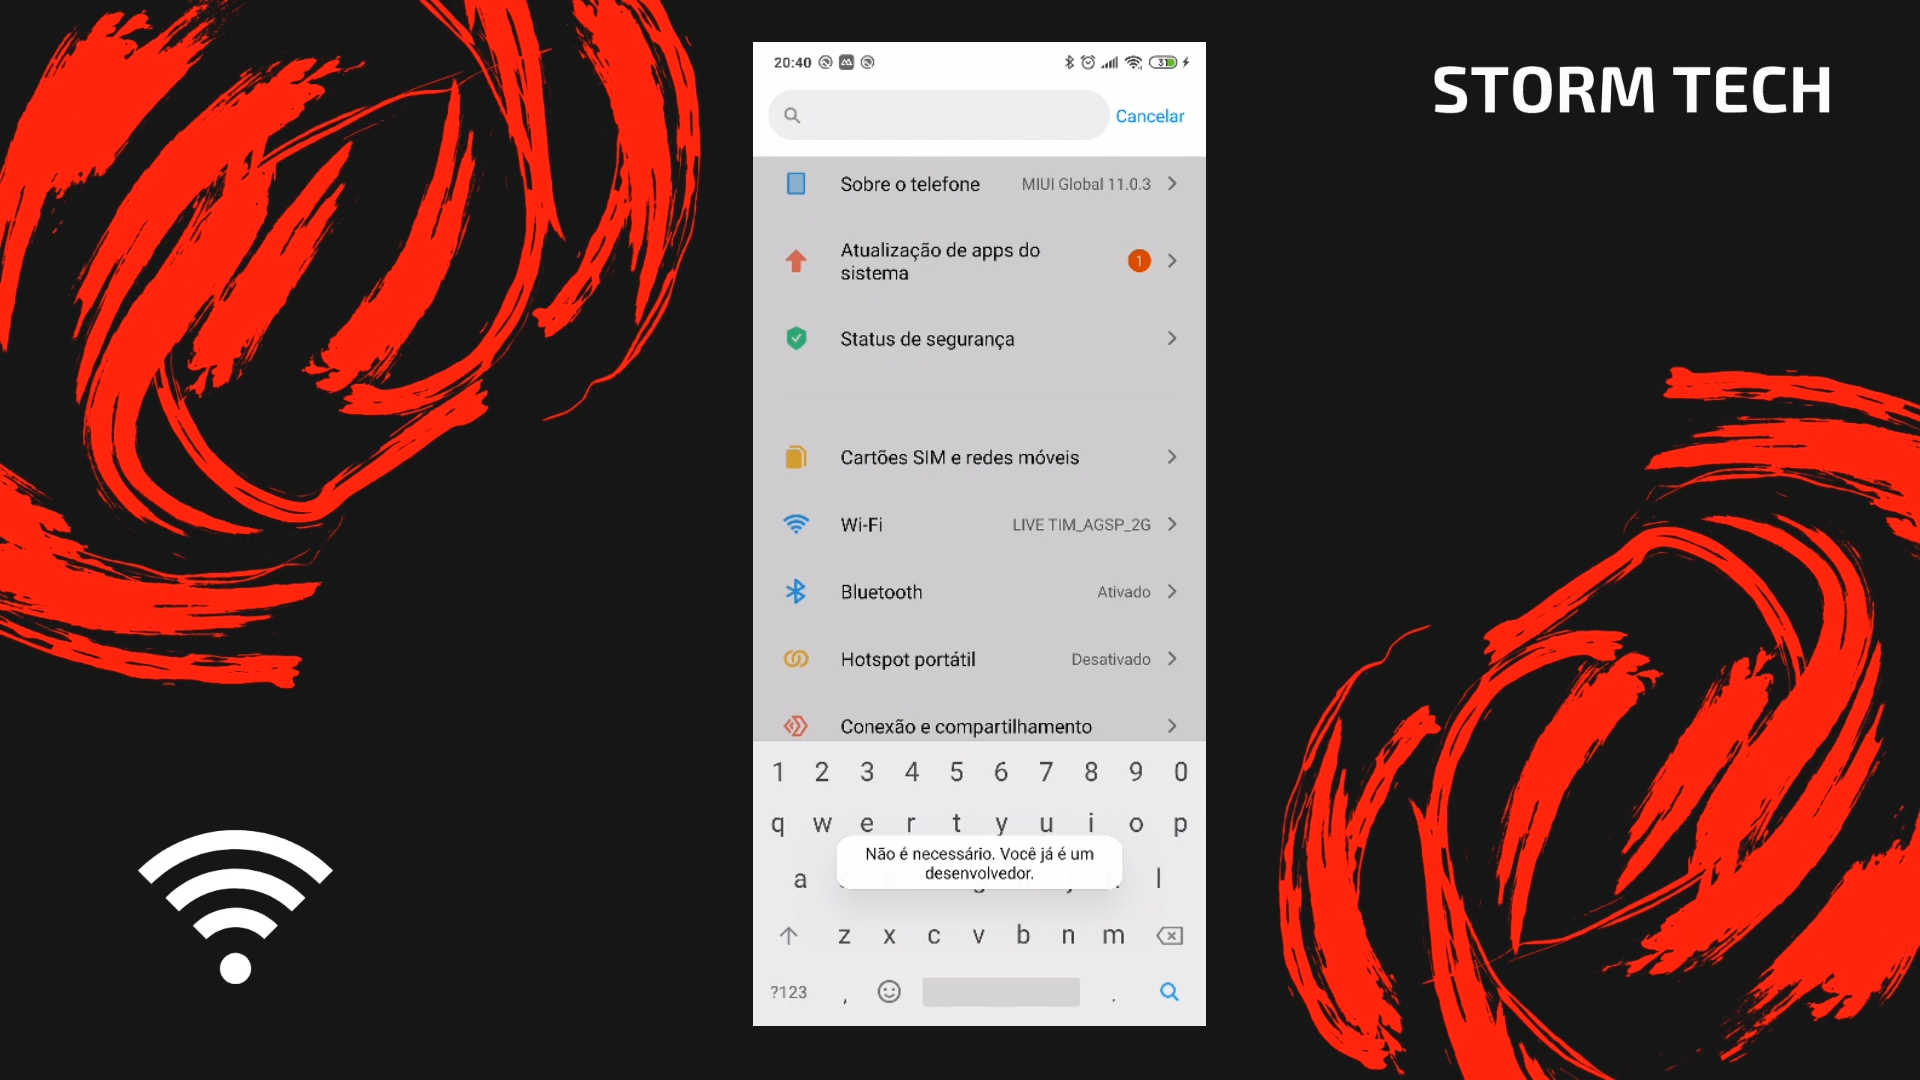 STORM TECH
20:40
31
Cancelar
Sobre o telefone MIUI Global 11.0.3
Atualização de apps do
sistema
1
Status de segurança
Cartões SIM e redes móveis
Wi-Fi LIVE TIM_AGSP_2G
Bluetooth Ativado
Hotspot portátil Desativado
Conexão e compartilhamento
1 2 3 4 5 6 7 8 9 0
q w e r t y u i o p
Não é necessário. Você já é um
desenvolvedor.
a l
z x c v b n m
?123 , .